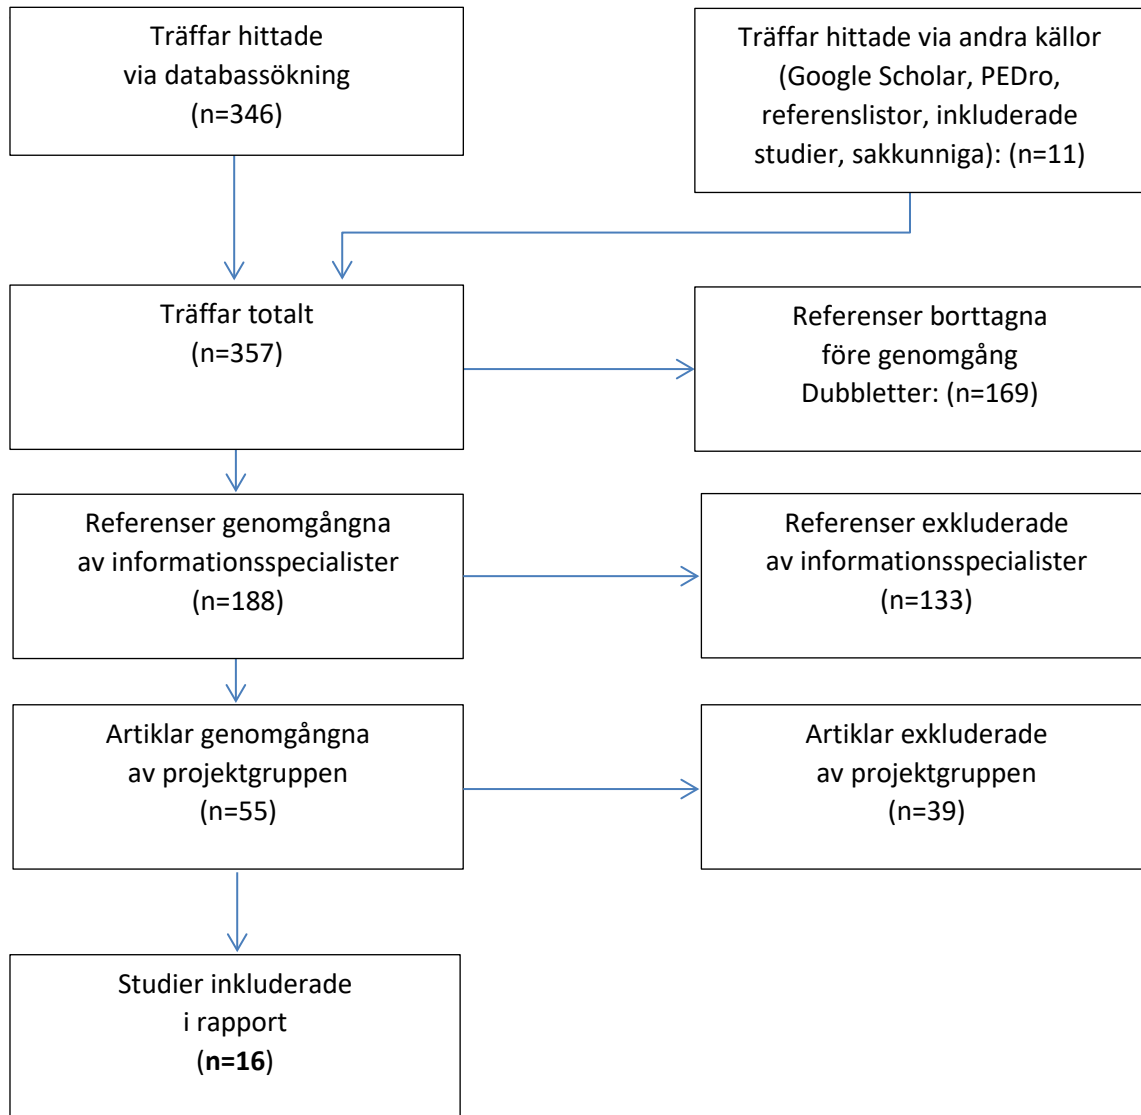 Träffar hittade
via databassökning
(n=346)
Träffar hittade via andra källor
(Google Scholar, PEDro,
referenslistor, inkluderade
studier, sakkunniga): (n=11)
Träffar totalt
(n=357)
Referenser borttagna
före genomgång
Dubbletter: (n=169)
Referenser genomgångna
av informationsspecialister
(n=188)
Referenser exkluderade
av informationsspecialister
(n=133)
Artiklar genomgångna
av projektgruppen
(n=55)
Artiklar exkluderade
av projektgruppen
(n=39)
Studier inkluderade
i rapport
(n=16)